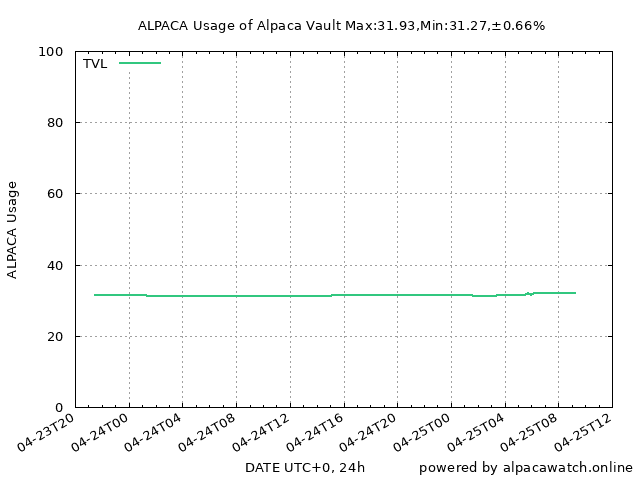 ALPACA Usage of Alpaca Vault Max:31.93,Min:31.27,±0.66%
TVL
100
80
60
40
20
0
ALPACA Usage
04-23T20
04-24T00
04-24T04
04-24T08
04-24T12
04-24T16
04-24T20
04-25T00
04-25T04
04-25T08
04-25T12
DATE UTC+0, 24h
powered by alpacawatch.online